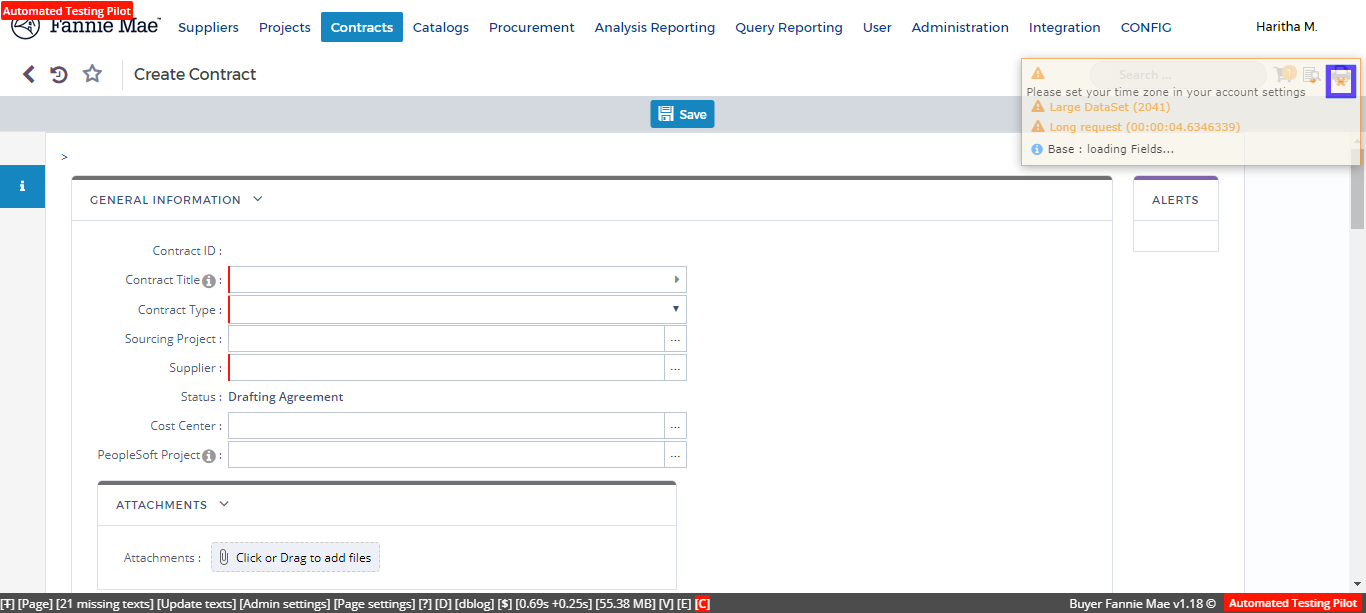 Automated Testing Pilot
Fannie Mae
Suppliers Projects Contracts Catalogs Procurement Analysis Reporting Query Reporting User Administration Integration CONFIG Haritha M.
Create Contract
Search ...
Please set your time zone in your account settings
Large DataSet (2041)
Long request (00:00:04.6346339)
Base : loading Fields...
Save
>
GENERAL INFORMATION
ALERTS
Contract ID :
Contract Title :
Contract Type :
Sourcing Project : ...
Supplier : ...
Status : Drafting Agreement
Cost Center : ...
PeopleSoft Project : ...
ATTACHMENTS
Attachments : Click or Drag to add files
[T] [Page] [21 missing texts] [Update texts] [Admin settings] [Page settings] [?] [D] [dblog] [$] [0.69s +0.25s] [55.38 MB] [V] [E] [C] Buyer Fannie Mae v1.18 © Automated Testing Pilot